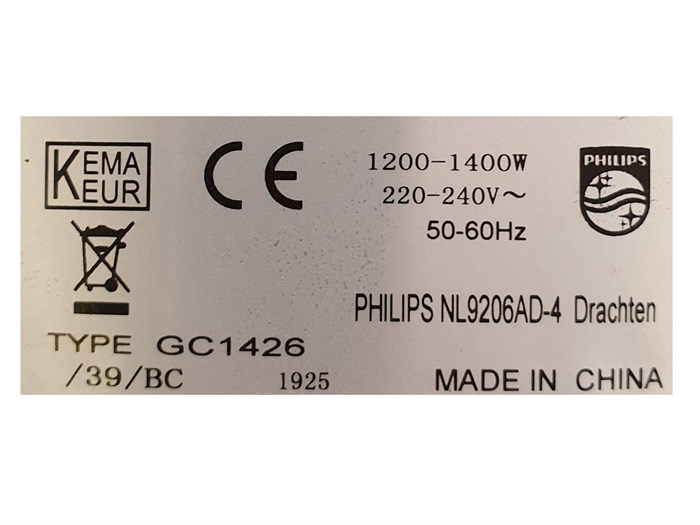 KEMA
KEUR
CE
1200-1400W
220-240V~
50-60Hz
PHILIPS
PHILIPS NL9206AD-4 Drachten
TYPE GC1426
/39/BC 1925
MADE IN CHINA